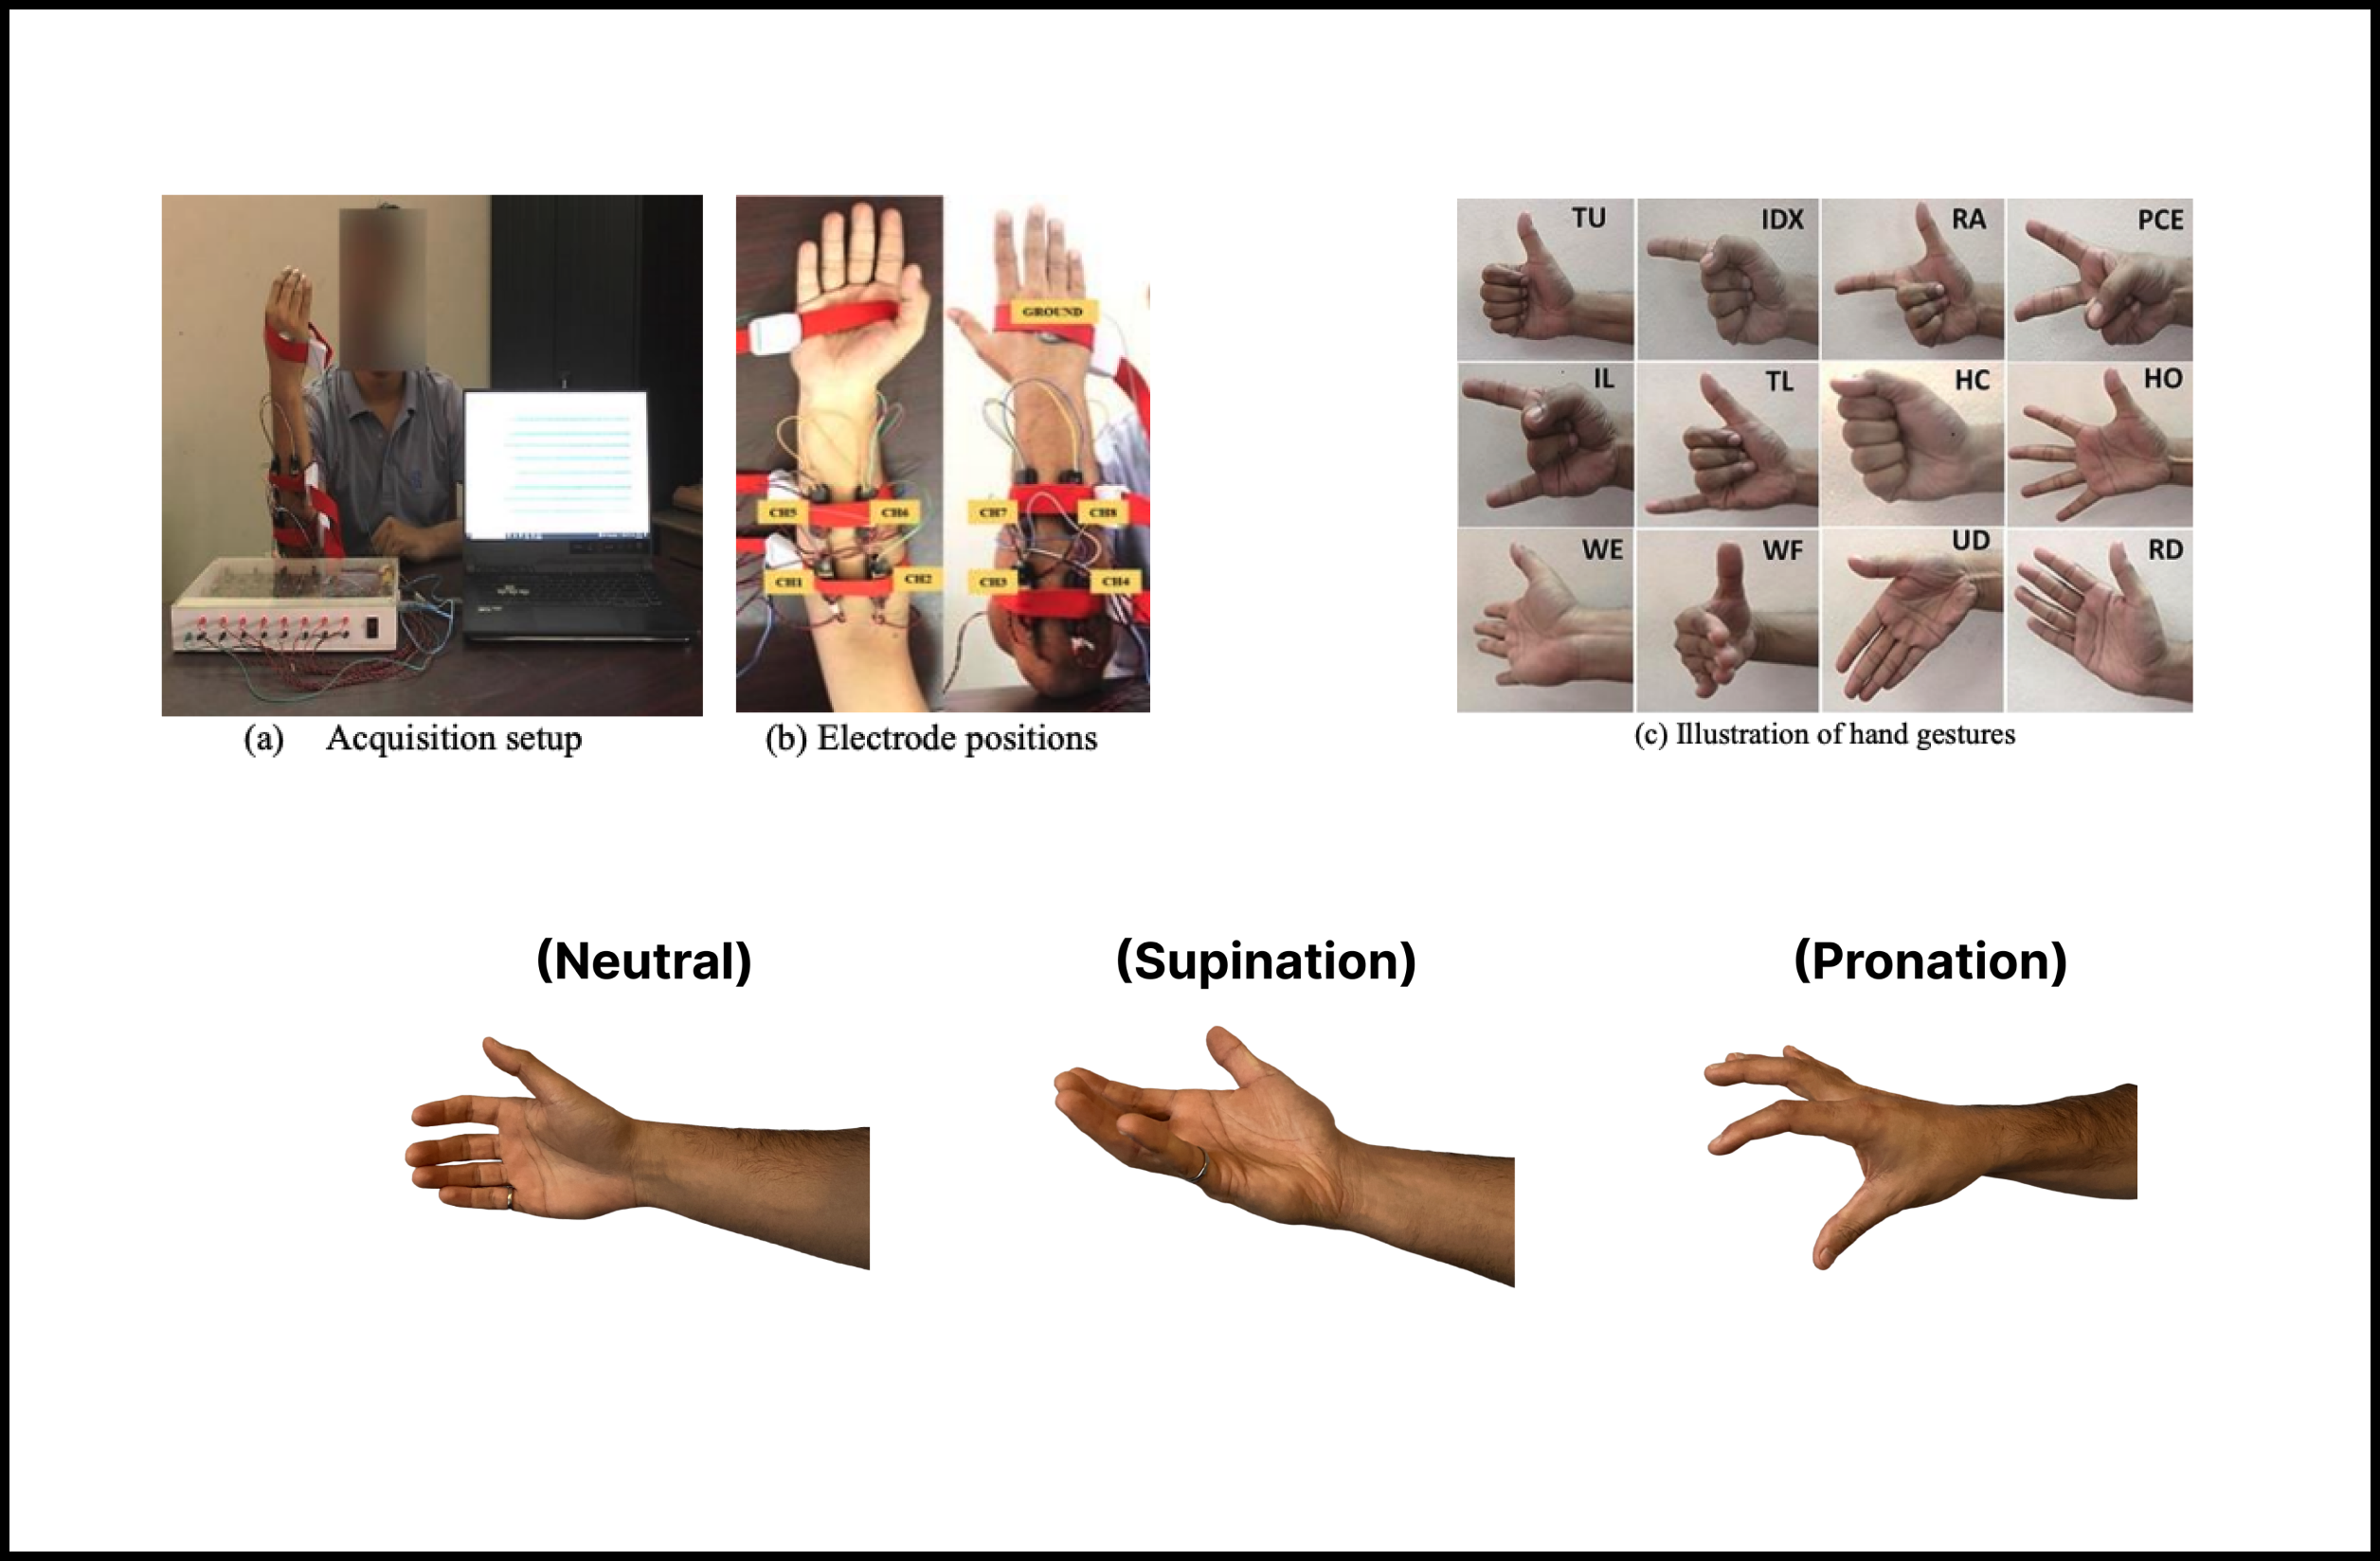 TU
IDX
RA
PCE
IL
TL
HC
HO
WE
WF
UD
RD
GROUND
CH5
CH6
CH7
CH8
CH1
CH2
CH3
CH4
(a) Acquisition setup
(b) Electrode positions
(c) Illustration of hand gestures
(Neutral)
(Supination)
(Pronation)